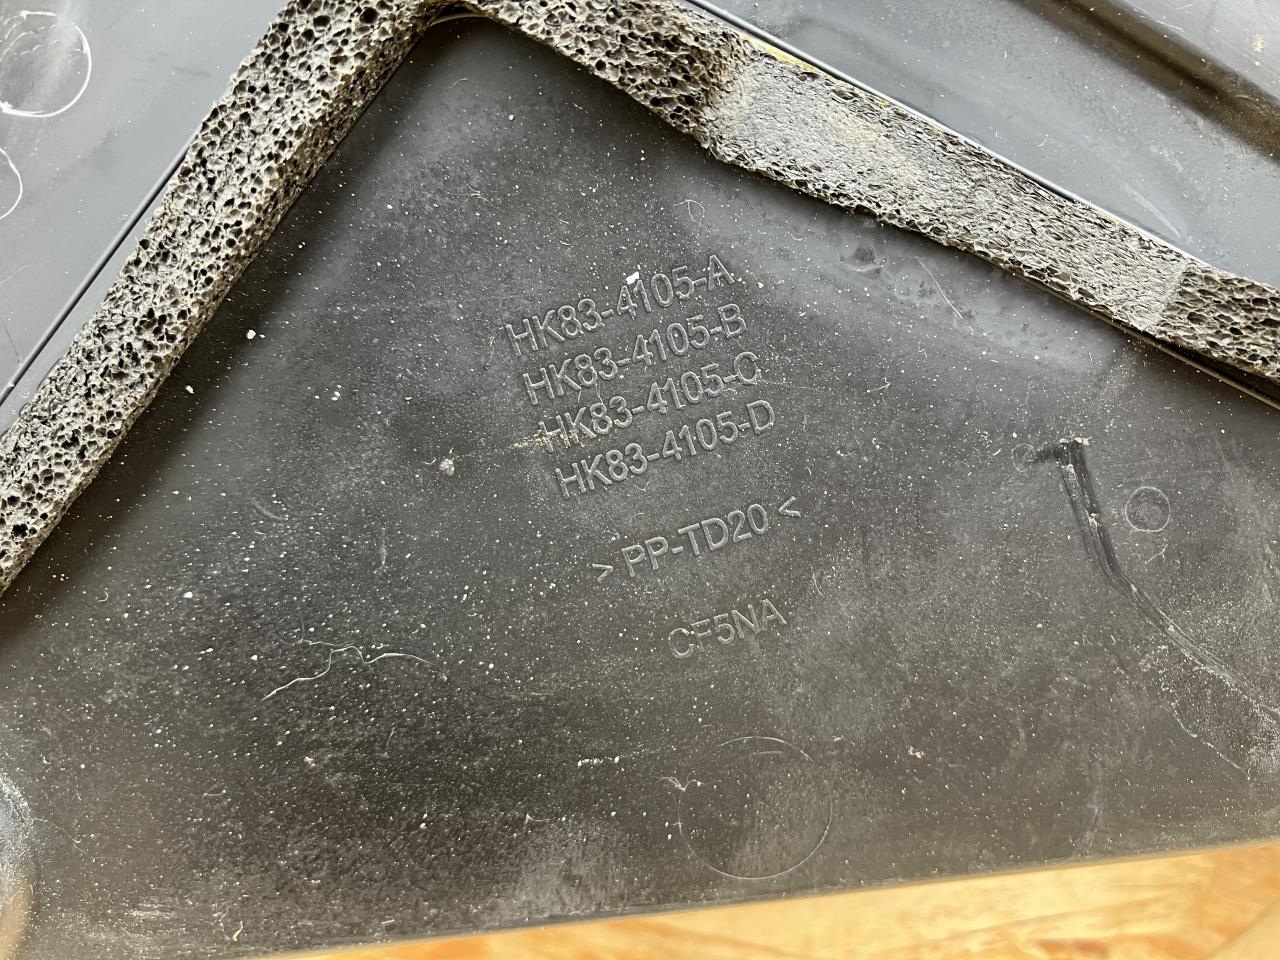 HK83-4105-A
HK83-4105-B
HK83-4105-C
HK83-4105-D
> PP-TD20 <
CF5NA